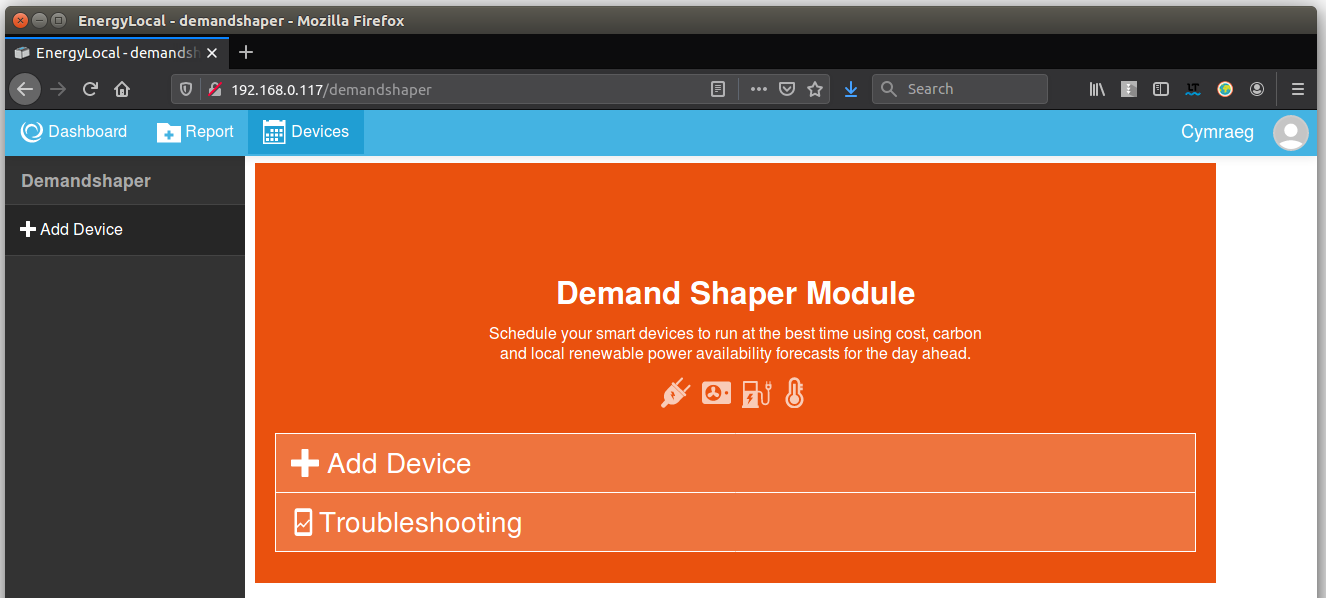 EnergyLocal - demandshaper - Mozilla Firefox
EnergyLocal - demandsh
192.168.0.117/demandshaper
Search
Dashboard
Report
Devices
Cymraeg
Demandshaper
Add Device
Demand Shaper Module
Schedule your smart devices to run at the best time using cost, carbon
and local renewable power availability forecasts for the day ahead.
Add Device
Troubleshooting